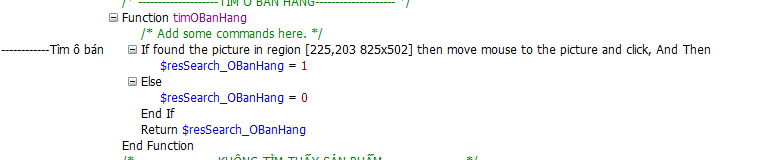 /* --------------------TÌM Ô BÁN HÀNG-------------------- */
Function timOBanHang
/* Add some commands here. */
------------Tìm ô bán If found the picture in region [225,203 825x502] then move mouse to the picture and click, And Then
$resSearch_OBanHang = 1
Else
$resSearch_OBanHang = 0
End If
Return $resSearch_OBanHang
End Function
/* --------------------KHÔNG TÌM THẤY SẢN PHẨM-------------------- */